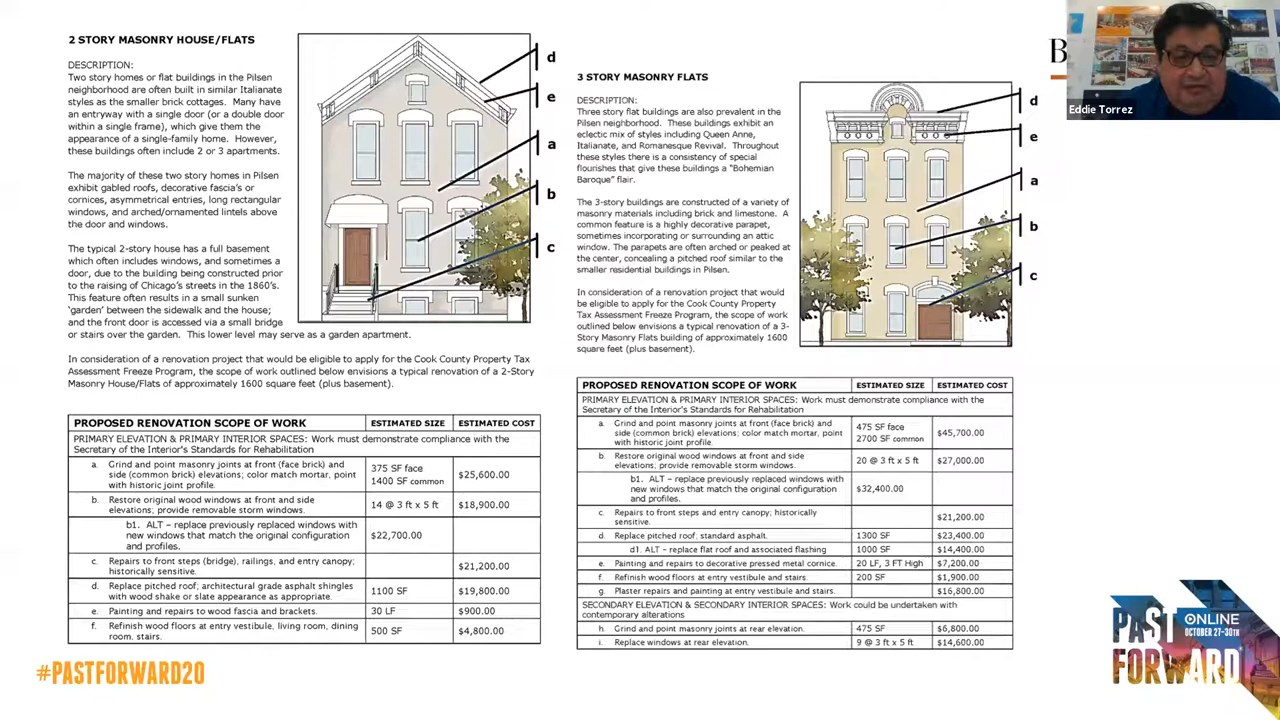 2 STORY MASONRY HOUSE/FLATS
DESCRIPTION:
Two story homes or flat buildings in the Pilsen
neighborhood are often built in similar Italianate
styles as the smaller brick cottages. Many have
an entryway with a single door (or a double door
within a single frame), which give them the
appearance of a single-family home. However,
these buildings often include 2 or 3 apartments.
The majority of these two story homes in Pilsen
exhibit gabled roofs, decorative fascia's or
cornices, asymmetrical entries, long rectangular
windows, and arched/ornamented lintels above
the door and windows.
The typical 2-story house has a full basement
which often includes windows, and sometimes a
door, due to the building being constructed prior
to the raising of Chicago's streets in the 1860's.
This feature often results in a small sunken
'garden' between the sidewalk and the house;
and the front door is accessed via a small bridge
or stairs over the garden. This lower level may serve as a garden apartment.
In consideration of a renovation project that would be eligible to apply for the Cook County Property Tax
Assessment Freeze Program, the scope of work outlined below envisions a typical renovation of a 2-Story
Masonry House/Flats of approximately 1600 square feet (plus basement).
d
e
a
b
c
PROPOSED RENOVATION SCOPE OF WORK ESTIMATED SIZE ESTIMATED COST
PRIMARY ELEVATION & PRIMARY INTERIOR SPACES: Work must demonstrate compliance with the
Secretary of the Interior's Standards for Rehabilitation
a. Grind and point masonry joints at front (face brick) and
side (common brick) elevations; color match mortar, point
with historic joint profile.
375 SF face
1400 SF common
$25,600.00
b. Restore original wood windows at front and side
elevations; provide removable storm windows.
14 @ 3 ft x 5 ft $18,900.00
b1. ALT – replace previously replaced windows with
new windows that match the original configuration
and profiles.
$22,700.00
c. Repairs to front steps (bridge), railings, and entry canopy;
historically sensitive.
$21,200.00
d. Replace pitched roof; architectural grade asphalt shingles
with wood shake or slate appearance as appropriate.
1100 SF $19,800.00
e. Painting and repairs to wood fascia and brackets. 30 LF $900.00
f. Refinish wood floors at entry vestibule, living room, dining
room, stairs.
500 SF $4,800.00
3 STORY MASONRY FLATS
DESCRIPTION:
Three story flat buildings are also prevalent in the
Pilsen neighborhood. These buildings exhibit an
eclectic mix of styles including Queen Anne,
Italianate, and Romanesque Revival. Throughout
these styles there is a consistency of special
flourishes that give these buildings a "Bohemian
Baroque" flair.
The 3-story buildings are constructed of a variety of
masonry materials including brick and limestone. A
common feature is a highly decorative parapet,
sometimes incorporating or surrounding an attic
window. The parapets are often arched or peaked at
the center, concealing a pitched roof similar to the
smaller residential buildings in Pilsen.
In consideration of a renovation project that would
be eligible to apply for the Cook County Property
Tax Assessment Freeze Program, the scope of work
outlined below envisions a typical renovation of a 3-
Story Masonry Flats building of approximately 1600
square feet (plus basement).
d
e
a
b
c
PROPOSED RENOVATION SCOPE OF WORK ESTIMATED SIZE ESTIMATED COST
PRIMARY ELEVATION & PRIMARY INTERIOR SPACES: Work must demonstrate compliance with the
Secretary of the Interior's Standards for Rehabilitation
a. Grind and point masonry joints at front (face brick) and
side (common brick) elevations; color match mortar, point
with historic joint profile.
475 SF face
2700 SF common
$45,700.00
b. Restore original wood windows at front and side
elevations; provide removable storm windows.
20 @ 3 ft x 5 ft $27,000.00
b1. ALT – replace previously replaced windows with
new windows that match the original configuration
and profiles.
$32,400.00
c. Repairs to front steps and entry canopy; historically
sensitive.
$21,200.00
d. Replace pitched roof; standard asphalt. 1300 SF $23,400.00
d1. ALT – replace flat roof and associated flashing 1000 SF $14,400.00
e. Painting and repairs to decorative pressed metal cornice. 20 LF, 3 FT High $7,200.00
f. Refinish wood floors at entry vestibule and stairs. 200 SF $1,900.00
g. Plaster repairs and painting at entry vestibule and stairs. $16,800.00
SECONDARY ELEVATION & SECONDARY INTERIOR SPACES: Work could be undertaken with
contemporary alterations
h. Grind and point masonry joints at rear elevation. 475 SF $6,800.00
i. Replace windows at rear elevation. 9 @ 3 ft x 5 ft $14,600.00
B
Eddie Torrez
#PASTFORWARD20
PAST
FORWARD
ONLINE
OCTOBER 27-30TH